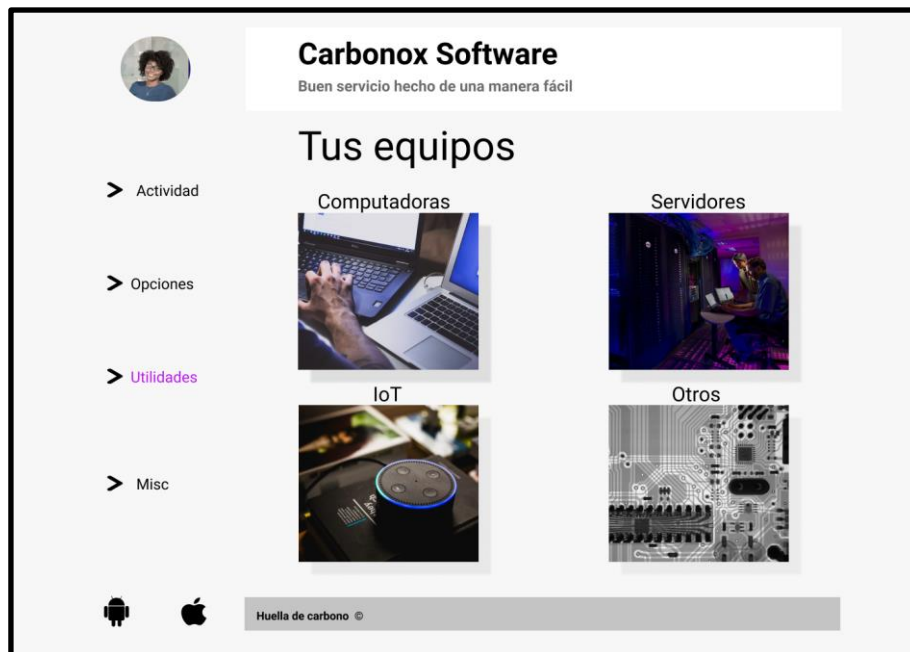 Carbonox Software
Buen servicio hecho de una manera fácil
Tus equipos
Actividad
Opciones
Utilidades
Misc
Computadoras
Servidores
IoT
Otros
Huella de carbono ©